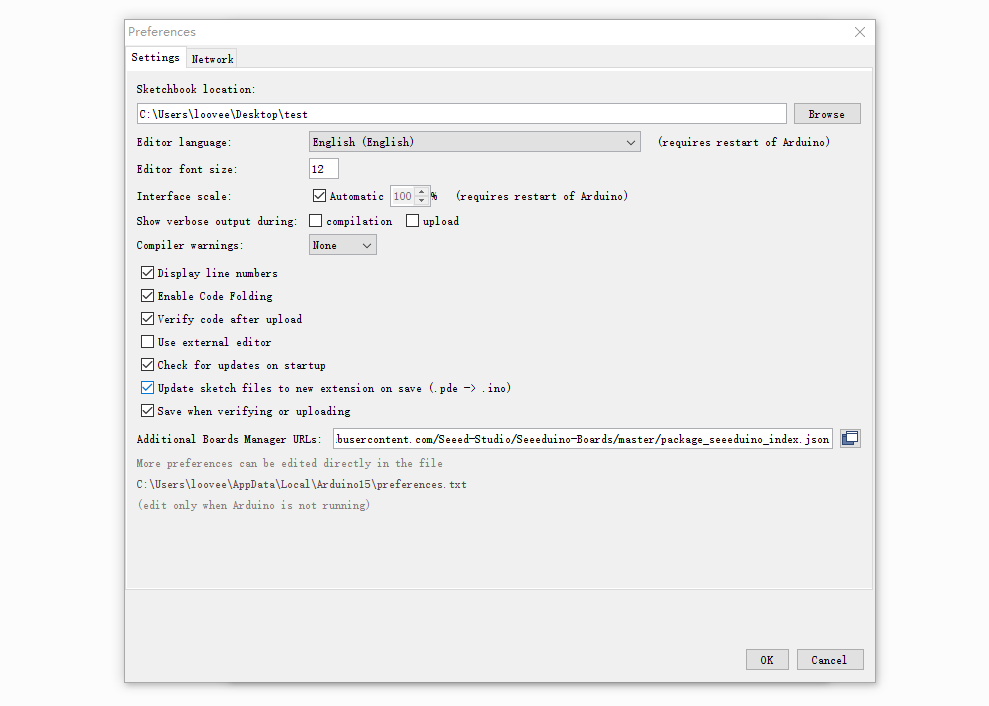 Preferences
Settings Network
Sketchbook location:
C:\Users\loovee\Desktop\test Browse
Editor language: English (English) (requires restart of Arduino)
Editor font size: 12
Interface scale: Automatic 100 % (requires restart of Arduino)
Show verbose output during: compilation upload
Compiler warnings: None
Display line numbers
Enable Code Folding
Verify code after upload
Use external editor
Check for updates on startup
Update sketch files to new extension on save (.pde -> .ino)
Save when verifying or uploading
Additional Boards Manager URLs: busercontent.com/Seeed-Studio/Seeeduino-Boards/master/package_seeeduino_index.json
More preferences can be edited directly in the file
C:\Users\loovee\AppData\Local\Arduino15\preferences.txt
(edit only when Arduino is not running)
OK Cancel